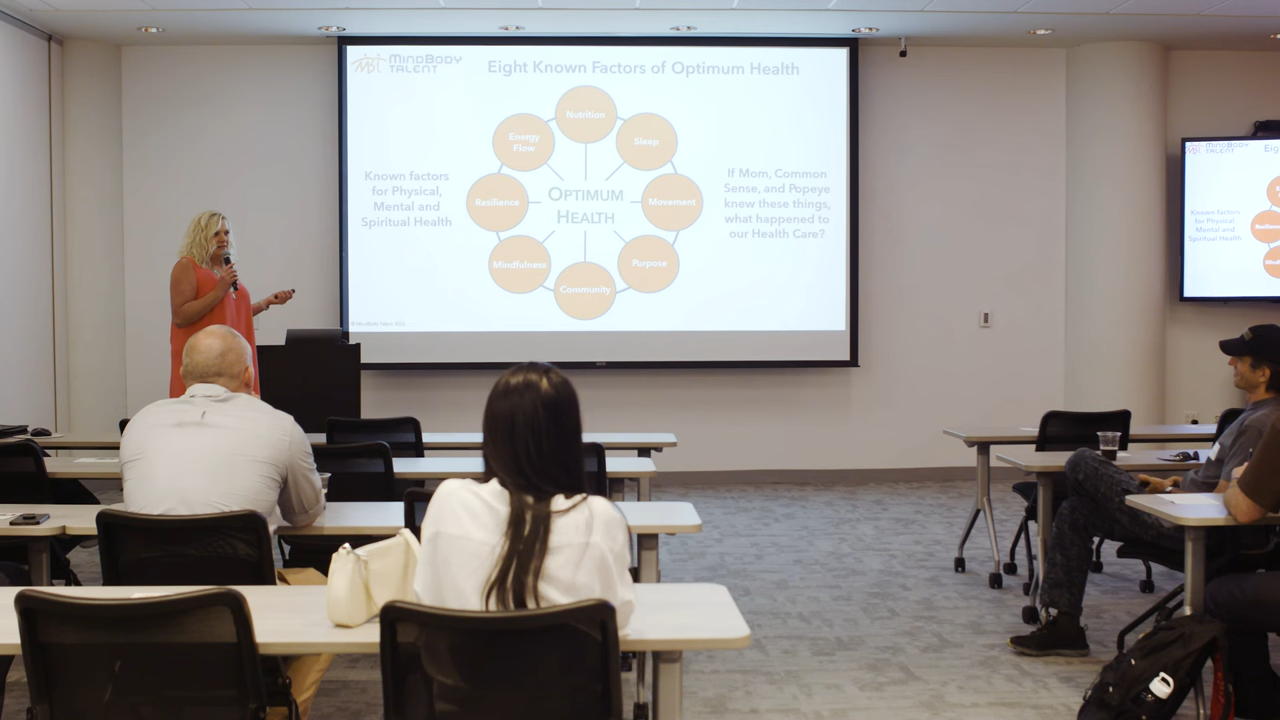 MINDBODY
TALENT
Eight Known Factors of Optimum Health
Nutrition
Energy
Flow
Sleep
Known factors
for Physical,
Mental and
Spiritual Health
Resilience
OPTIMUM
HEALTH
Movement
If Mom, Common
Sense, and Popeye
knew these things,
what happened to
our Health Care?
Mindfulness
Purpose
Community
MINDBODY
TALENT
Known factors
for Physical,
Mental and
Spiritual Health